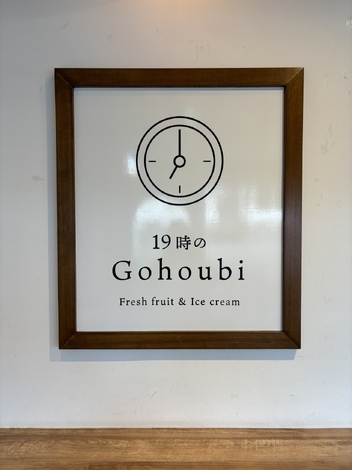 19時の
Gohoubi
Fresh fruit & Ice cream